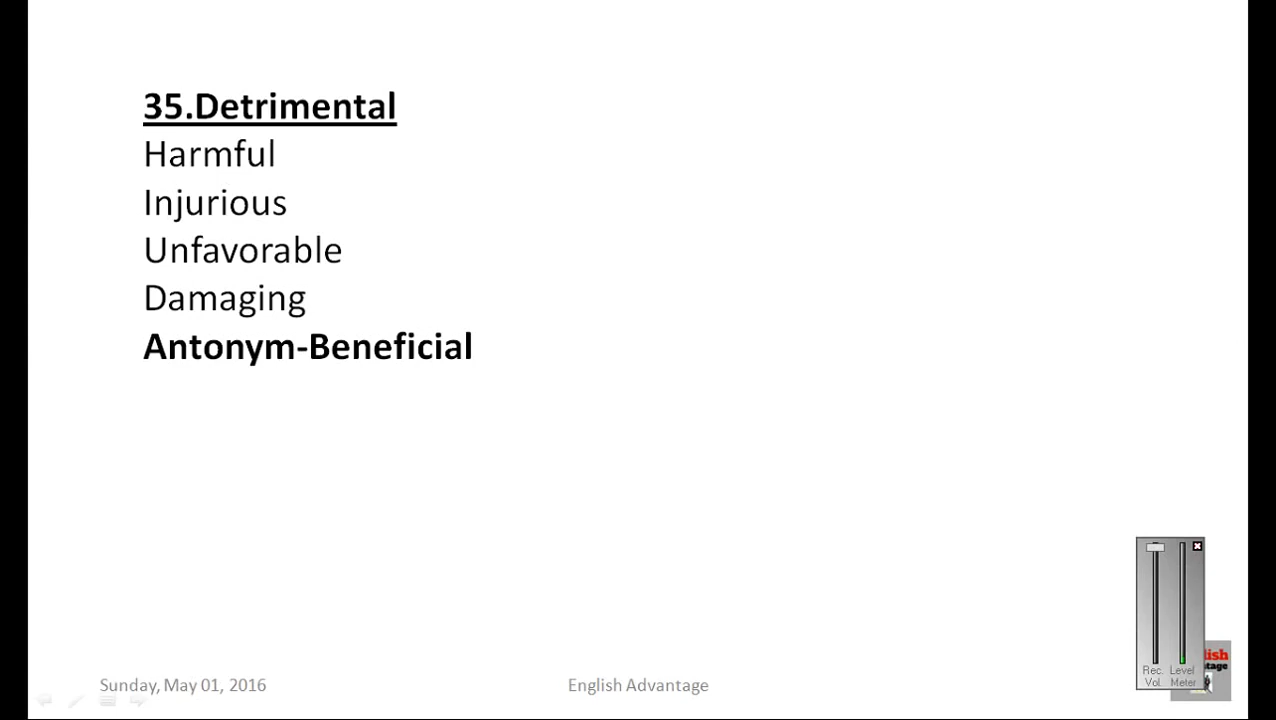 35.Detrimental
Harmful
Injurious
Unfavorable
Damaging
Antonym-Beneficial
Rec. Level
Vol. Meter
Sunday, May 01, 2016
English Advantage